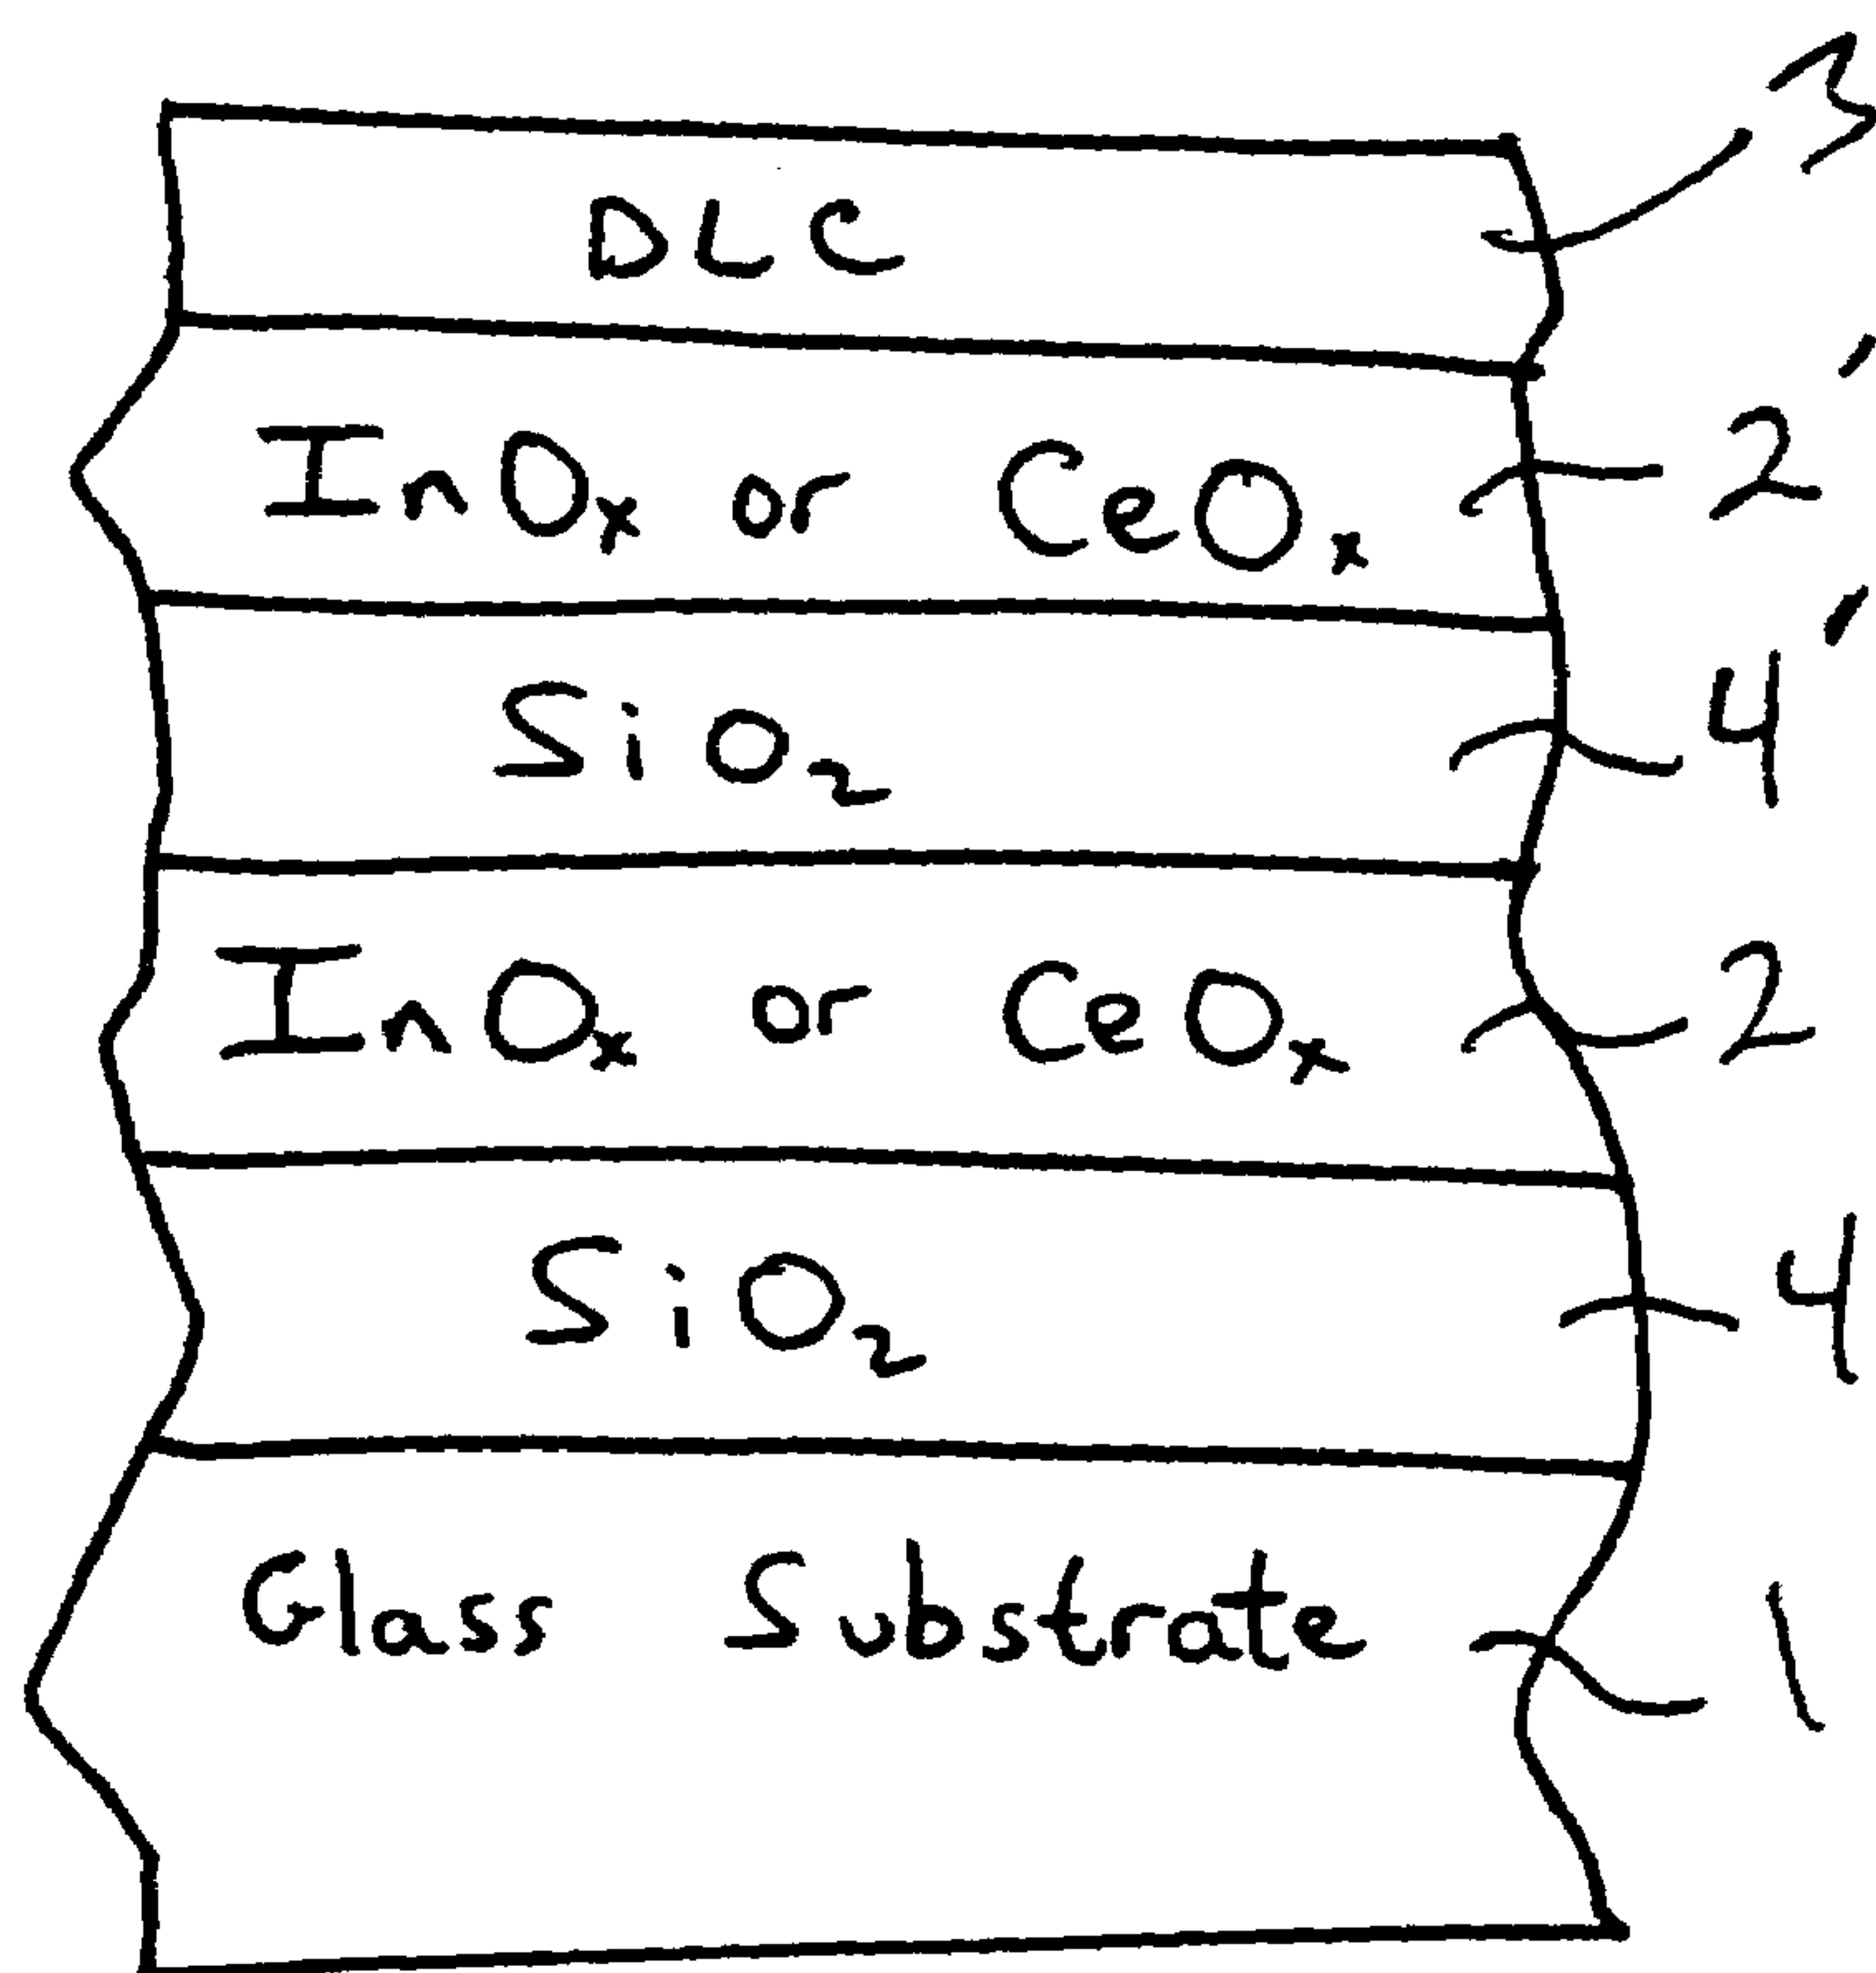 3
DLC
InOx or CeOx 2
SiO2 4
InOx or CeOx 2
SiO2 4
Glass Substrate 1